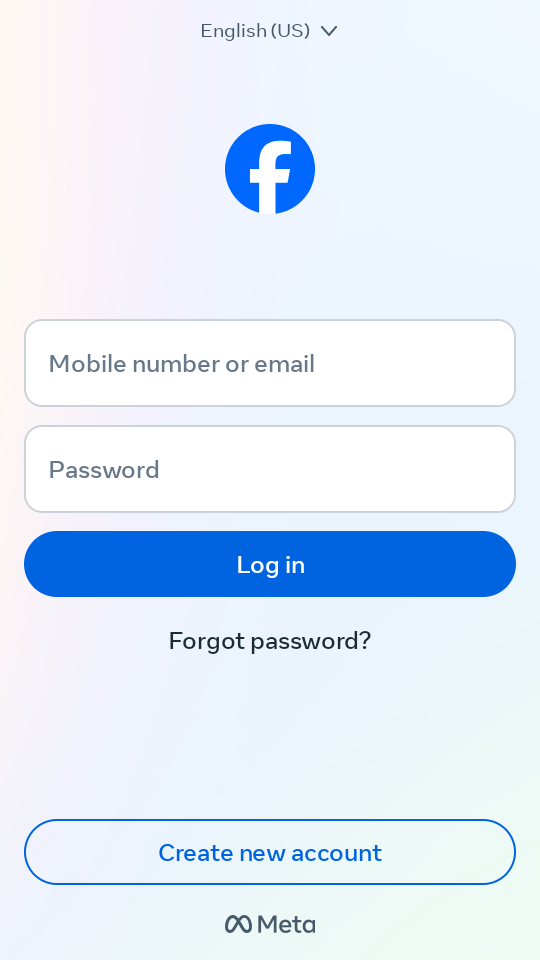 English (US)
Mobile number or email
Password
Log in
Forgot password?
Create new account
Meta